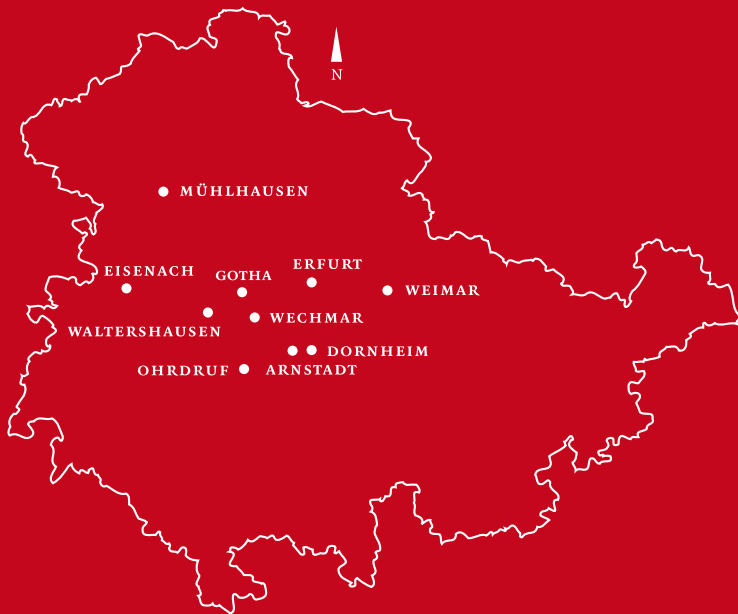 N
MÜHLHAUSEN
ERFURT
EISENACH
GOTHA
WEIMAR
WECHMAR
WALTERSHAUSEN
DORNHEIM
OHRDRUF
ARNSTADT